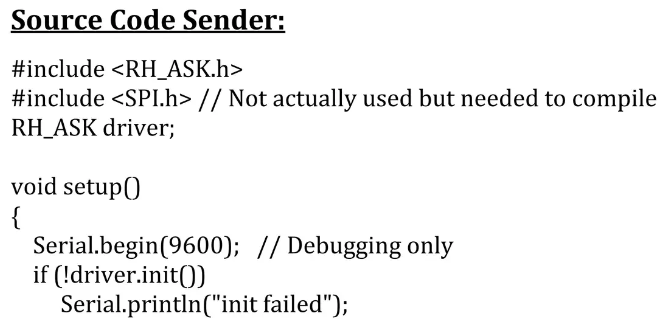 Source Code Sender:
#include <RH_ASK.h>
#include <SPI.h> // Not actually used but needed to compile
RH_ASK driver;
void setup()
{
Serial.begin(9600); // Debugging only
if (!driver.init())
Serial.println("init failed");